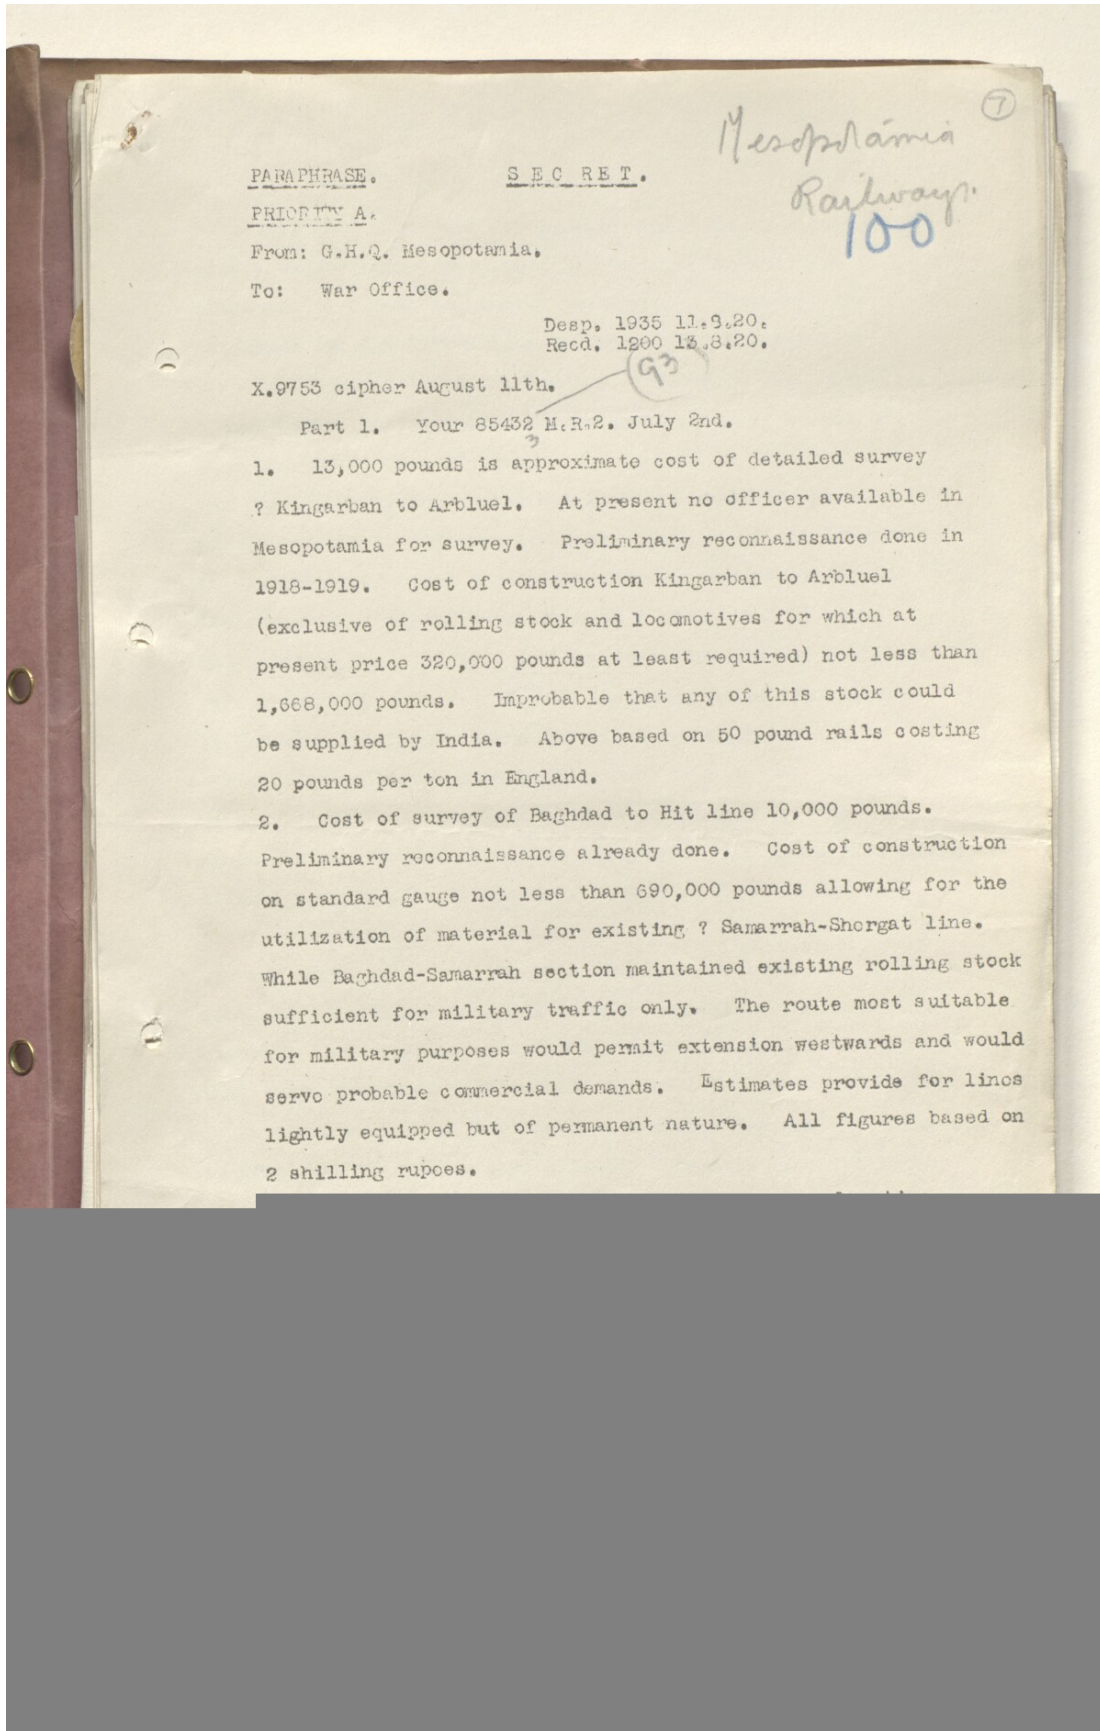 7
Mesopotamia
Railways.
100
PARAPHRASE. SECRET.
PRIORITY A.
From: G.H.Q. Mesopotamia.
To: War Office.
Desp. 1935 11.8.20.
Recd. 1200 13.8.20.
(93)
X.9753 cipher August 11th.
Part 1. Your 85432 M.R.2. July 2nd.
3
1. 13,000 pounds is approximate cost of detailed survey
? Kingarban to Arbluel. At present no officer available in
Mesopotamia for survey. Preliminary reconnaissance done in
1918-1919. Cost of construction Kingarban to Arbluel
(exclusive of rolling stock and locomotives for which at
present price 320,000 pounds at least required) not less than
1,668,000 pounds. Improbable that any of this stock could
be supplied by India. Above based on 50 pound rails costing
20 pounds per ton in England.
2. Cost of survey of Baghdad to Hit line 10,000 pounds.
Preliminary reconnaissance already done. Cost of construction
on standard gauge not less than 690,000 pounds allowing for the
utilization of material for existing ? Samarrah-Shergat line.
While Baghdad-Samarrah section maintained existing rolling stock
sufficient for military traffic only. The route most suitable
for military purposes would permit extension westwards and would
serve probable commercial demands. Estimates provide for lines
lightly equipped but of permanent nature. All figures based on
2 shilling rupees.